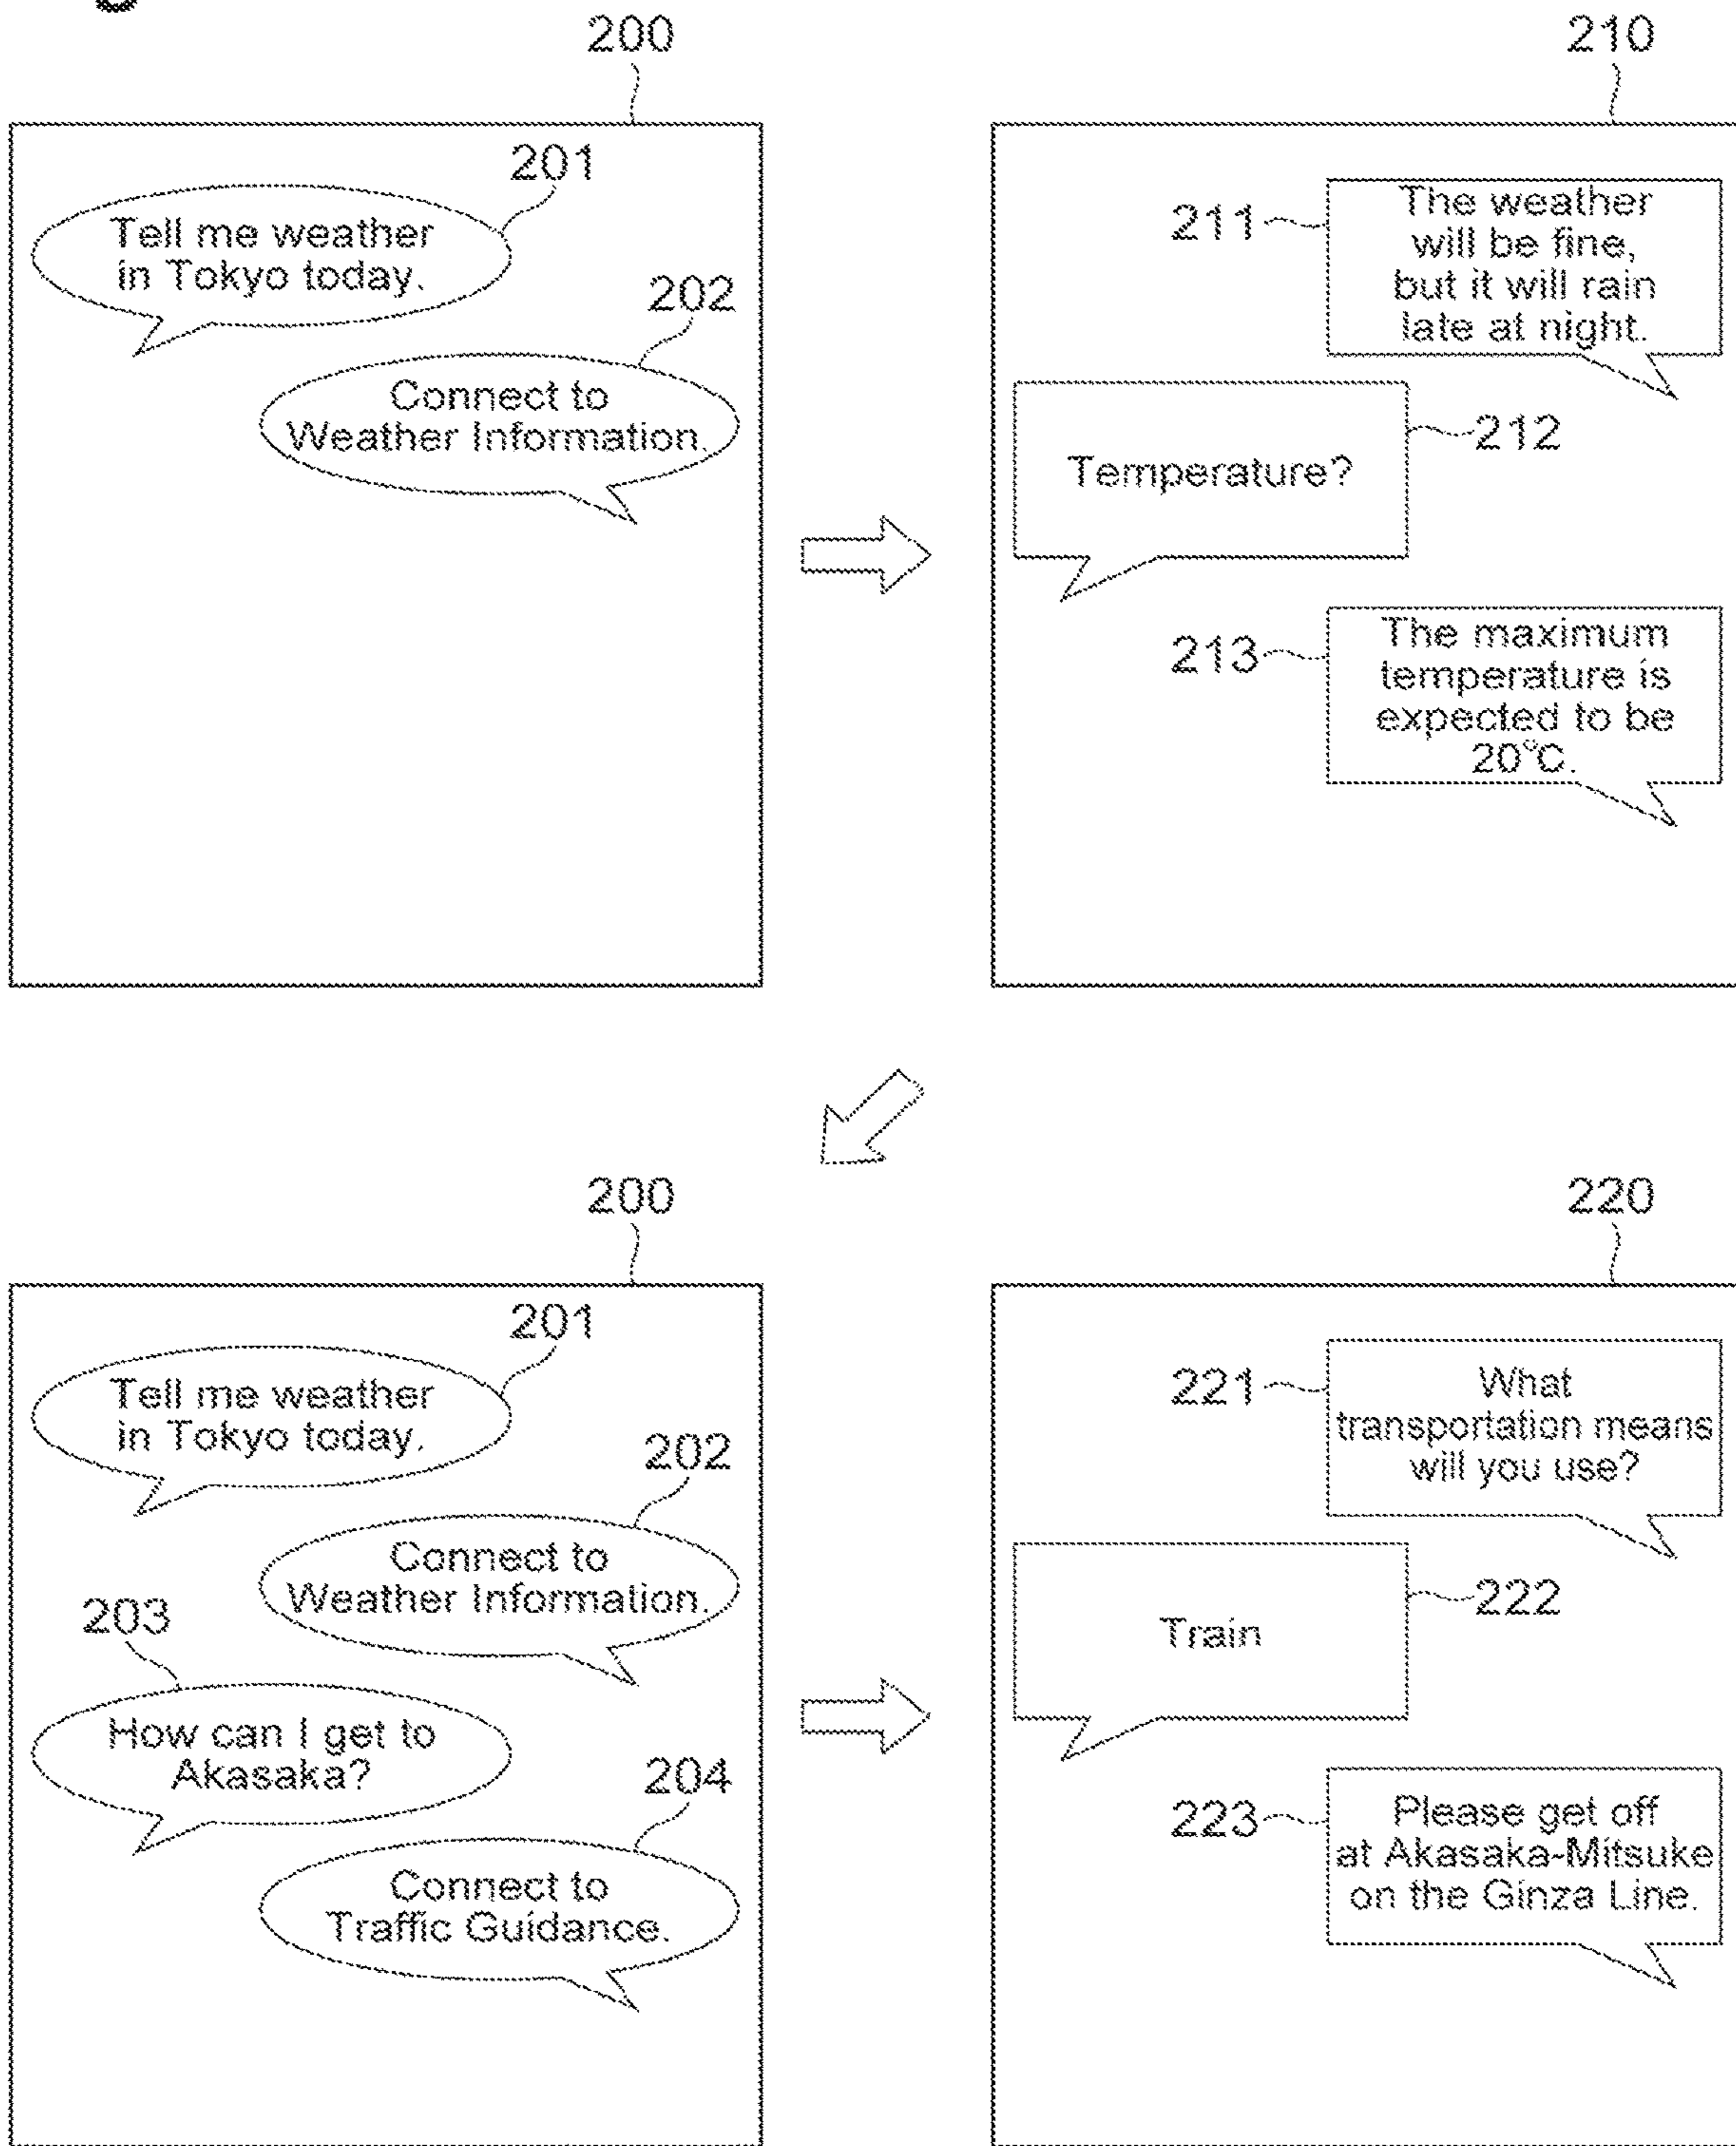 200
201
Tell me weather
in Tokyo today.
202
Connect to
Weather Information.
210
211
The weather
will be fine,
but it will rain
late at night.
212
Temperature?
213
The maximum
temperature is
expected to be
20°C.
200
201
Tell me weather
in Tokyo today.
202
Connect to
Weather Information.
203
How can I get to
Akasaka?
204
Connect to
Traffic Guidance.
220
221
What
transportation means
will you use?
222
Train
223
Please get off
at Akasaka-Mitsuke
on the Ginza Line.